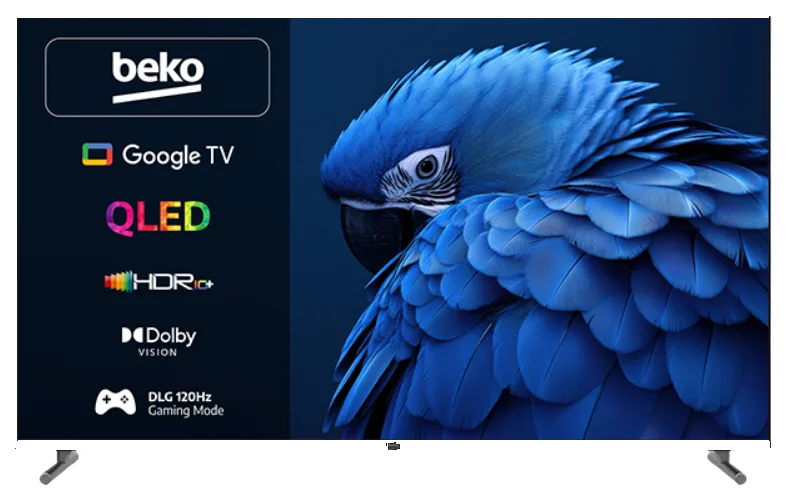 beko
Google TV
QLED
HDR10+
Dolby
VISION
DLG 120Hz
Gaming Mode